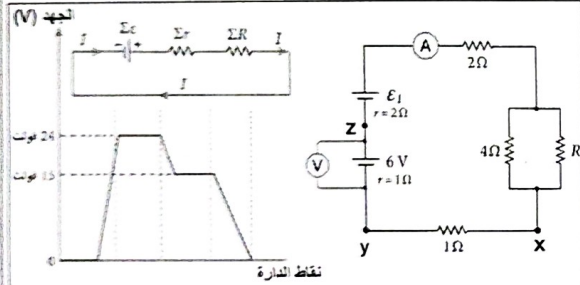 الجهد (V)
I Σε Σr ΣR I
I
24 فولت
15 فولت
0
نقاط الدارة
A
2Ω
ε1
r=2Ω
z
V
6 V
r=1Ω
4Ω
R
y
1Ω
x